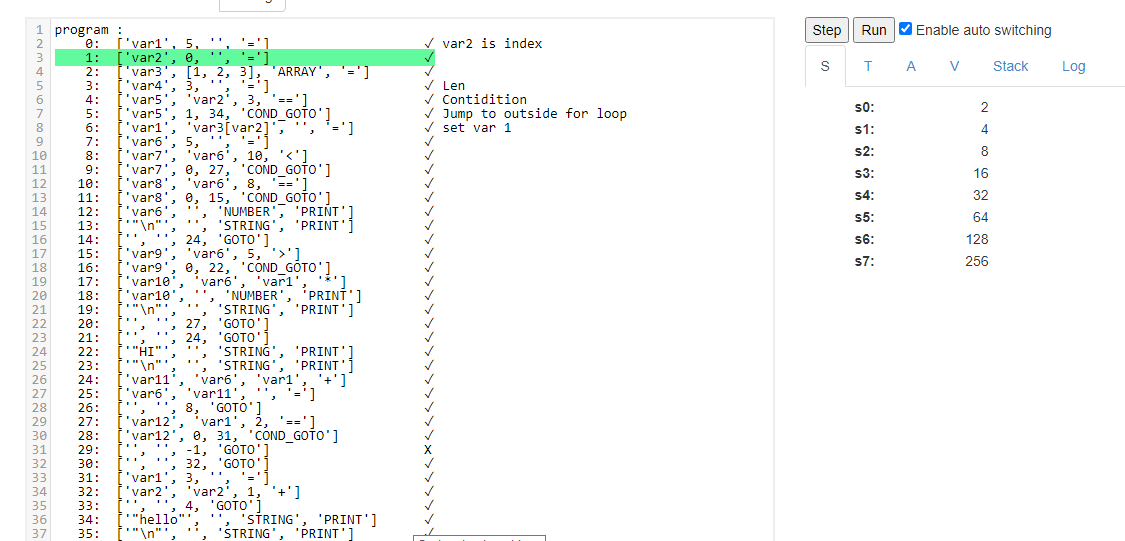 Step Run Enable auto switching
S T A V Stack Log
s0: 2
s1: 4
s2: 8
s3: 16
s4: 32
s5: 64
s6: 128
s7: 256
1 program :
2 0: ['var1', 5, '', '='] ✓ var2 is index
3 1: ['var2', 0, '', '='] ✓
4 2: ['var3', [1, 2, 3], 'ARRAY', '='] ✓
5 3: ['var4', 3, '', '='] ✓ Len
6 4: ['var5', 'var2', 3, '=='] ✓ Contidition
7 5: ['var5', 1, 34, 'COND_GOTO'] ✓ Jump to outside for loop
8 6: ['var1', 'var3[var2]', '', '='] ✓ set var 1
9 7: ['var6', 5, '', '='] ✓
10 8: ['var7', 'var6', 10, '<'] ✓
11 9: ['var7', 0, 27, 'COND_GOTO'] ✓
12 10: ['var8', 'var6', 8, '=='] ✓
13 11: ['var8', 0, 15, 'COND_GOTO'] ✓
14 12: ['var6', '', 'NUMBER', 'PRINT'] ✓
15 13: ['"\n"', '', 'STRING', 'PRINT'] ✓
16 14: ['', '', 24, 'GOTO'] ✓
17 15: ['var9', 'var6', 5, '>'] ✓
18 16: ['var9', 0, 22, 'COND_GOTO'] ✓
19 17: ['var10', 'var6', 'var1', '*'] ✓
20 18: ['var10', '', 'NUMBER', 'PRINT'] ✓
21 19: ['"\n"', '', 'STRING', 'PRINT'] ✓
22 20: ['', '', 27, 'GOTO'] ✓
23 21: ['', '', 24, 'GOTO'] ✓
24 22: ['"HI"', '', 'STRING', 'PRINT'] ✓
25 23: ['"\n"', '', 'STRING', 'PRINT'] ✓
26 24: ['var11', 'var6', 'var1', '+'] ✓
27 25: ['var6', 'var11', '', '='] ✓
28 26: ['', '', 8, 'GOTO'] ✓
29 27: ['var12', 'var1', 2, '=='] ✓
30 28: ['var12', 0, 31, 'COND_GOTO'] ✓
31 29: ['', '', -1, 'GOTO'] X
32 30: ['', '', 32, 'GOTO'] ✓
33 31: ['var1', 3, '', '='] ✓
34 32: ['var2', 'var2', 1, '+'] ✓
35 33: ['', '', 4, 'GOTO'] ✓
36 34: ['"hello"', '', 'STRING', 'PRINT'] ✓
37 35: ['"\n"', '', 'STRING', 'PRINT'] ✓